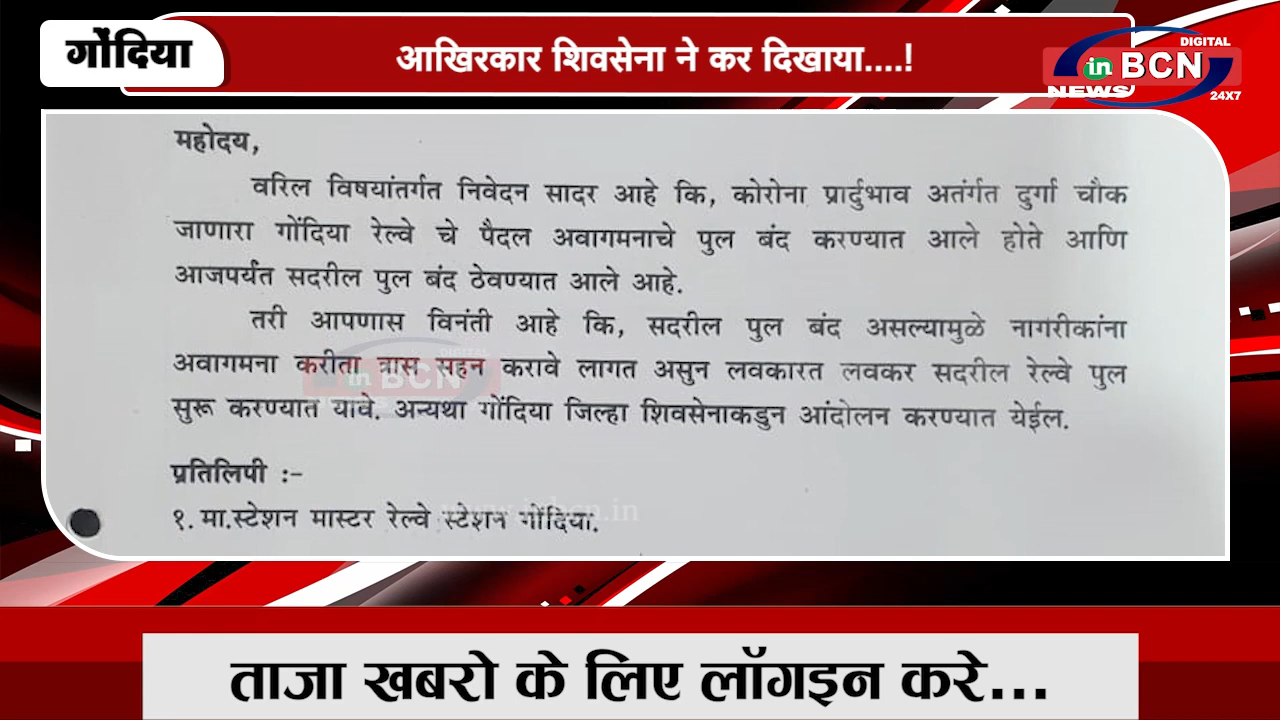 गोंदिया
आखिरकार शिवसेना ने कर दिखाया....!
DIGITAL
in BCN
NEWS
24X7
महोदय,
वरिल विषयांतर्गत निवेदन सादर आहे कि, कोरोना प्रार्दुभाव अतंर्गत दुर्गा चौक
जाणारा गोंदिया रेल्वे चे पैदल अवागमनाचे पुल बंद करण्यात आले होते आणि
आजपर्यंत सदरील पुल बंद ठेवण्यात आले आहे.
तरी आपणास विनंती आहे कि, सदरील पुल बंद असल्यामुळे नागरीकांना
अवागमना करीता त्रास सहन करावे लागत असुन लवकारत लवकर सदरील रेल्वे पुल
सुरू करण्यात यावे. अन्यथा गोंदिया जिल्हा शिवसेनाकडुन आंदोलन करण्यात येईल.
प्रतिलिपी :-
१. मा.स्टेशन मास्टर रेल्वे स्टेशन गोंदिया.
ताजा खबरो के लिए लॉगइन करे...